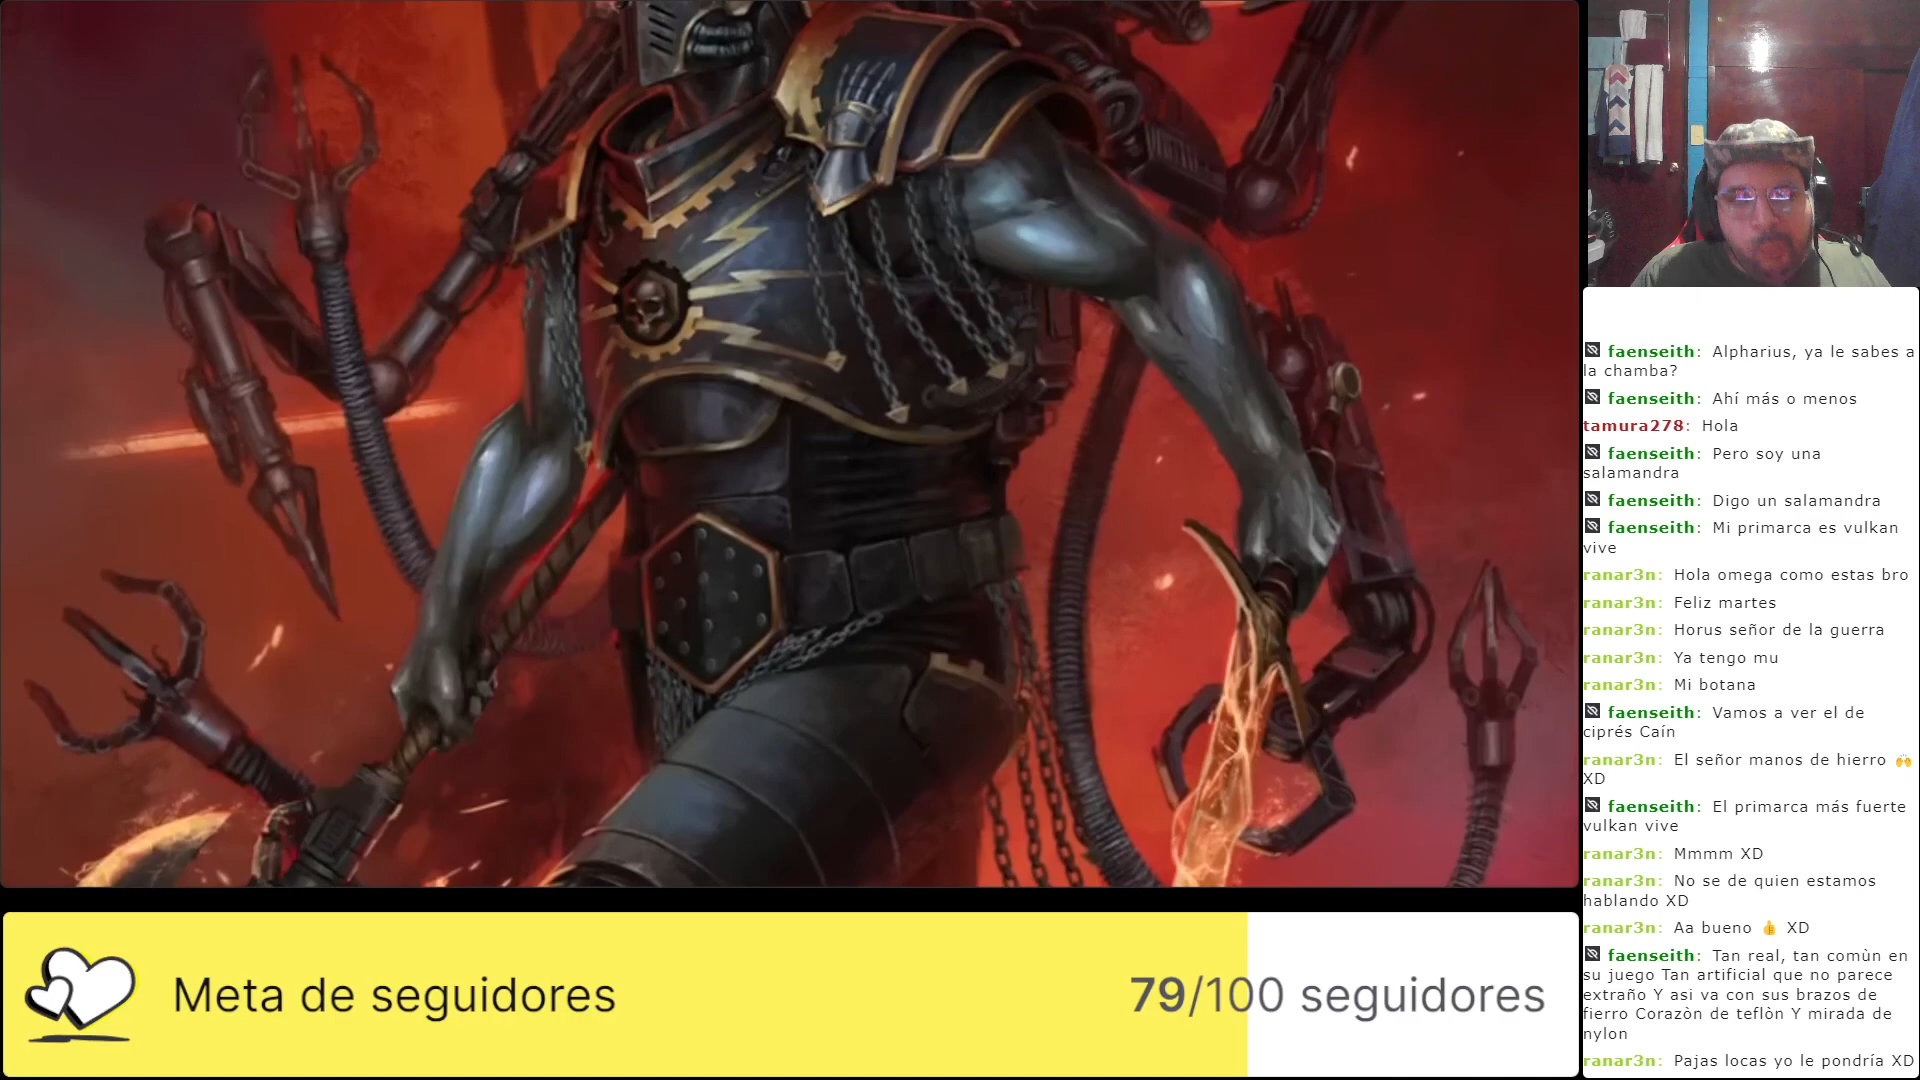 faenseith: Alpharius, ya le sabes a
la chamba?
faenseith: Ahí más o menos
tamura278: Hola
faenseith: Pero soy una
salamandra
faenseith: Digo un salamandra
faenseith: Mi primarca es vulkan
vive
ranar3n: Hola omega como estas bro
ranar3n: Feliz martes
ranar3n: Horus señor de la guerra
ranar3n: Ya tengo mu
ranar3n: Mi botana
faenseith: Vamos a ver el de
ciprés Caín
ranar3n: El señor manos de hierro 🙌
XD
faenseith: El primarca más fuerte
vulkan vive
ranar3n: Mmmm XD
ranar3n: No se de quien estamos
hablando XD
ranar3n: Aa bueno 👍 XD
faenseith: Tan real, tan comùn en
su juego Tan artificial que no parece
extraño Y asi va con sus brazos de
fierro Corazòn de teflòn Y mirada de
nylon
ranar3n: Pajas locas yo le pondría XD
Meta de seguidores
79/100 seguidores